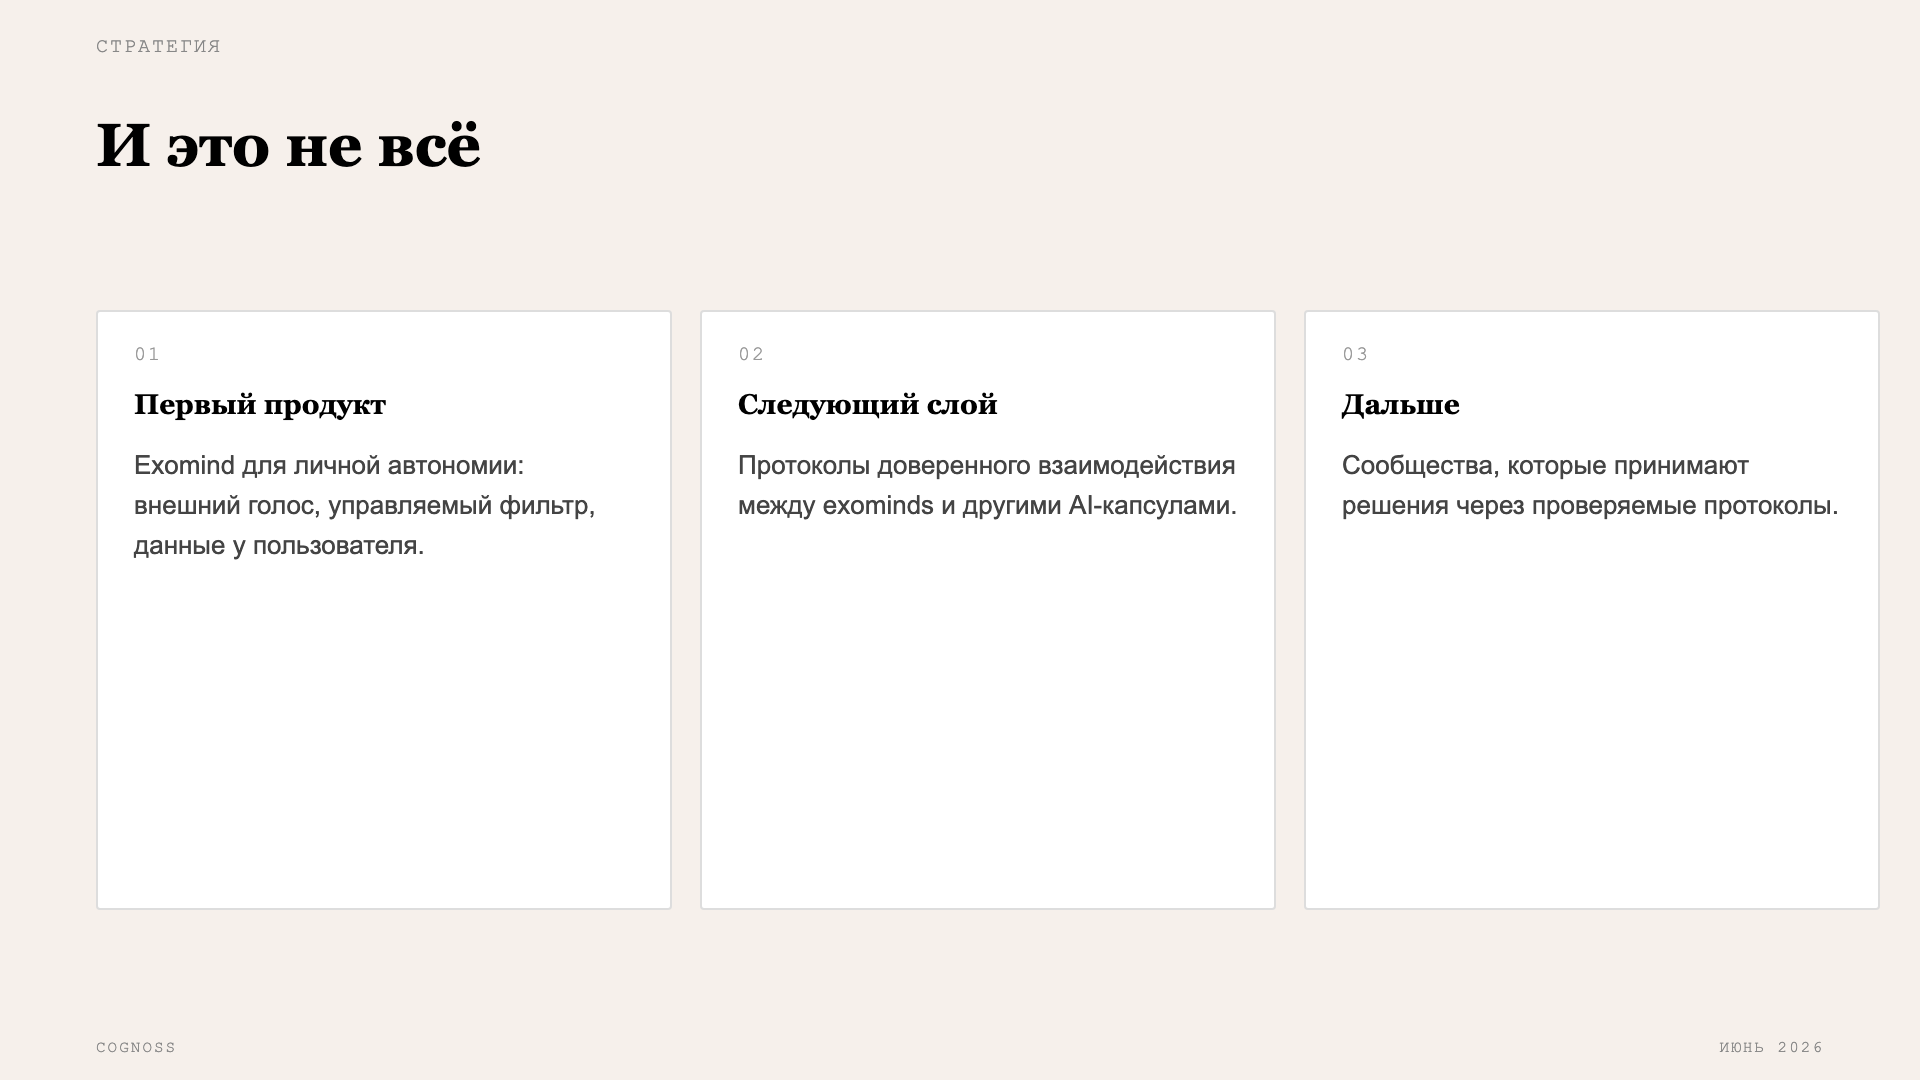 СТРАТЕГИЯ
И это не всё
01
Первый продукт
Exomind для личной автономии:
внешний голос, управляемый фильтр,
данные у пользователя.
02
Следующий слой
Протоколы доверенного взаимодействия
между exominds и другими AI-капсулами.
03
Дальше
Сообщества, которые принимают
решения через проверяемые протоколы.
COGNOSS
ИЮНЬ 2026